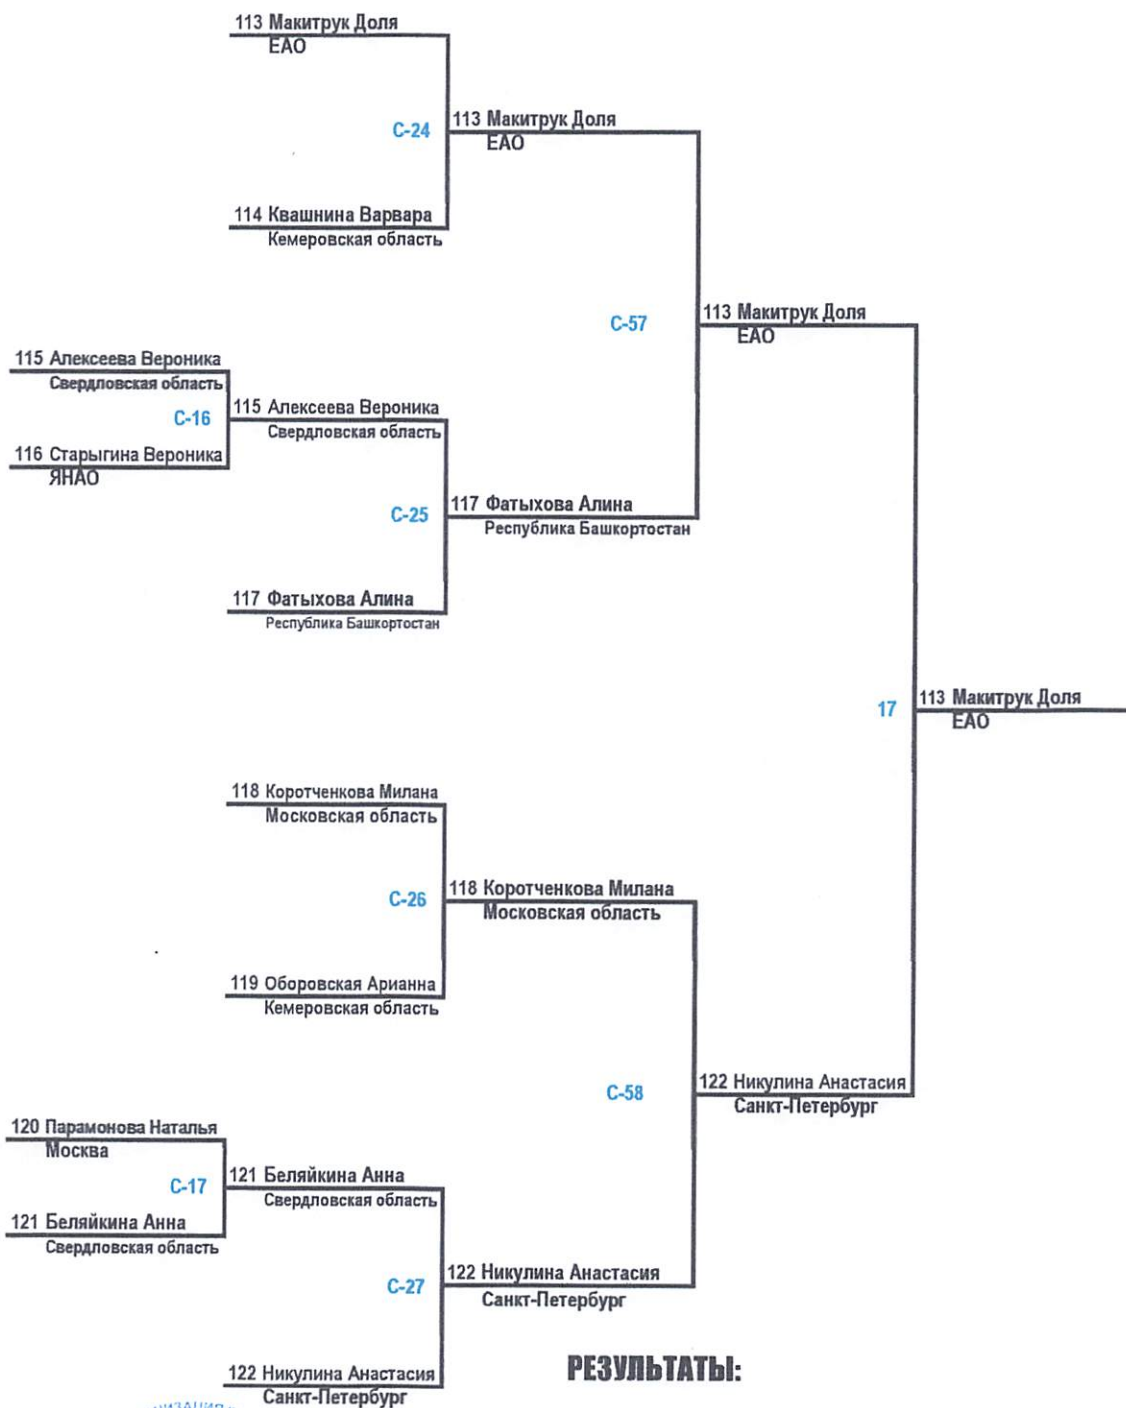 113 Макитрук Доля
ЕАО
C-24
113 Макитрук Доля
ЕАО
114 Квашнина Варвара
Кемеровская область
C-57
113 Макитрук Доля
ЕАО
115 Алексеева Вероника
Свердловская область
C-16
115 Алексеева Вероника
Свердловская область
116 Старыгина Вероника
ЯНАО
C-25
117 Фатыхова Алина
Республика Башкортостан
117 Фатыхова Алина
Республика Башкортостан
17
113 Макитрук Доля
ЕАО
118 Коротченкова Милана
Московская область
C-26
118 Коротченкова Милана
Московская область
119 Оборовская Арианна
Кемеровская область
C-58
122 Никулина Анастасия
Санкт-Петербург
120 Парамонова Наталья
Москва
C-17
121 Беляйкина Анна
Свердловская область
121 Беляйкина Анна
Свердловская область
C-27
122 Никулина Анастасия
Санкт-Петербург
122 Никулина Анастасия
Санкт-Петербург
РЕЗУЛЬТАТЫ: